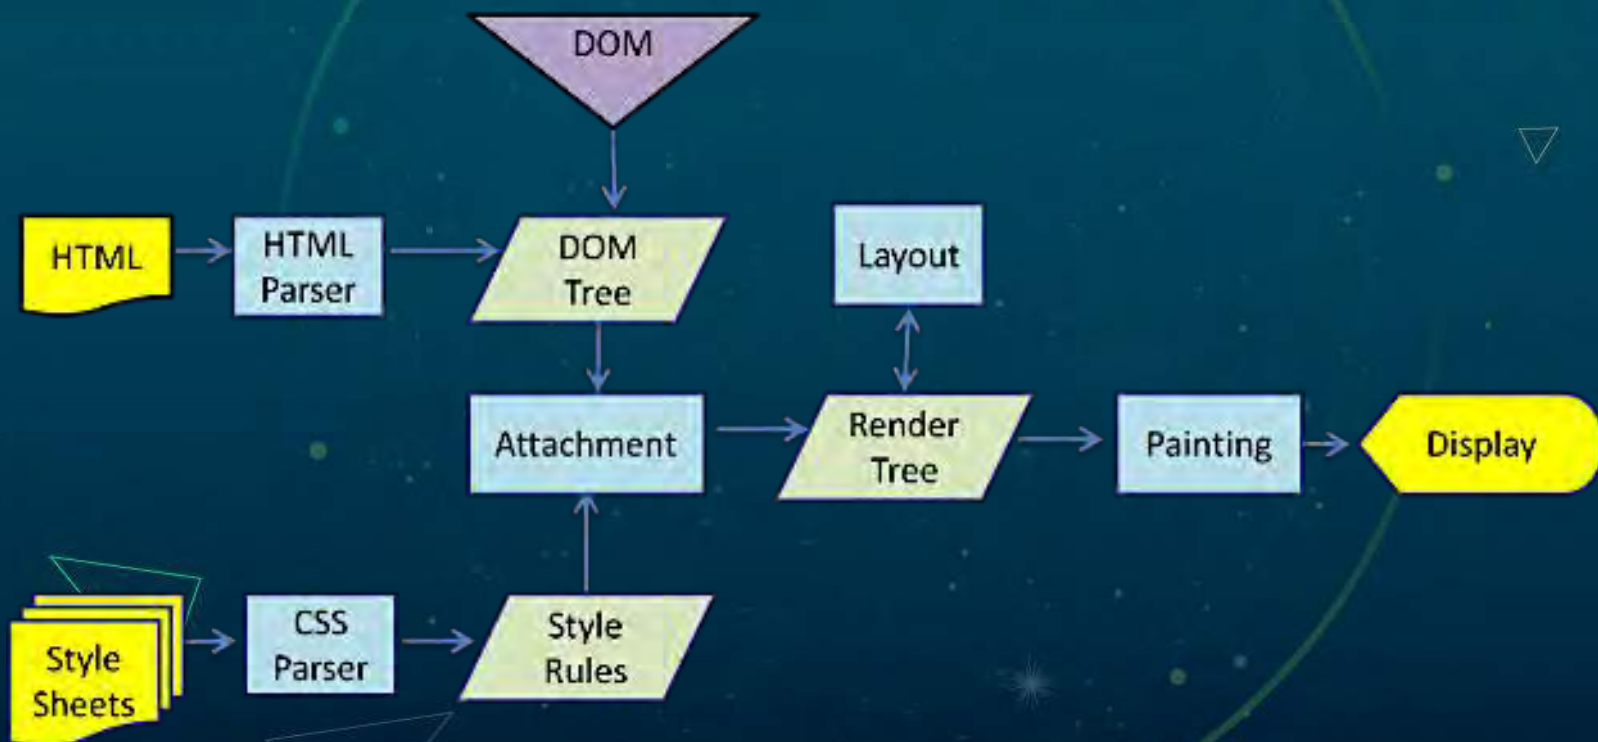 DOM
HTML
HTML
Parser
DOM
Tree
Layout
Attachment
Render
Tree
Painting
Display
Style
Sheets
CSS
Parser
Style
Rules